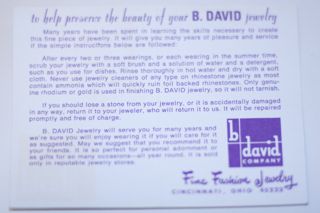 to help preserve the beauty of your B. DAVID jewelry
Many years have been spent in learning the skills necessary to
create this fine piece of jewelry. It will give you many years of pleasure and service
if the simple instructions below are followed:
After every two or three wearings, or each wearing in the summer time,
scrub your jewelry with a soft brush and a solution of water and a detergent,
such as you use for dishes. Rinse thoroughly in hot water and dry with a soft
cloth. Never use jewelry cleaners of any type on rhinestone jewelry as most
contain ammonia which will quickly ruin foil backed rhinestones. Only genu-
ine rhodium or gold is used in finishing B. DAVID jewelry, so it will not tarnish.
If you should lose a stone from your jewelry, or it is accidentally damaged
in any way, return it to your jeweler, who will return it to us. It will be repaired
promptly and returned to him.
B. DAVID Jewelry will serve you for many years and
we're sure you will enjoy wearing it if you will care for it
as suggested. May we suggest that you recommend it to
your friends. It is so perfect for personal adornment or
as gifts for so many occasions—all year round. It is sold
only in reputable jewelry stores.
b.
david
COMPANY
Fine Fashion Jewelry
CINCINNATI, OHIO